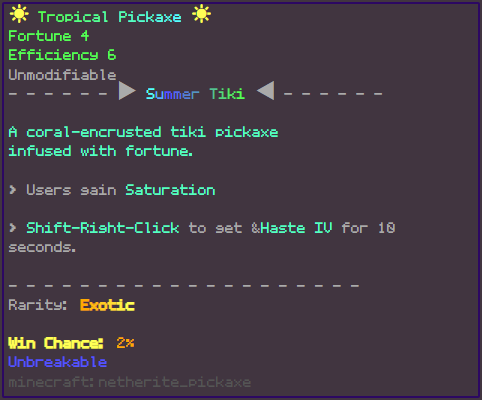 ☀ Tropical Pickaxe ☀
Fortune 4
Efficiency 6
Unmodifiable
- - - - - - ▶ Summer Tiki ◀ - - - - - -
A coral-encrusted tiki pickaxe
infused with fortune.
> Users gain Saturation
> Shift-Right-Click to get &Haste IV for 10
seconds.
- - - - - - - - - - - - - - - - - - - -
Rarity: Exotic
Win Chance: 2%
Unbreakable
minecraft:netherite_pickaxe